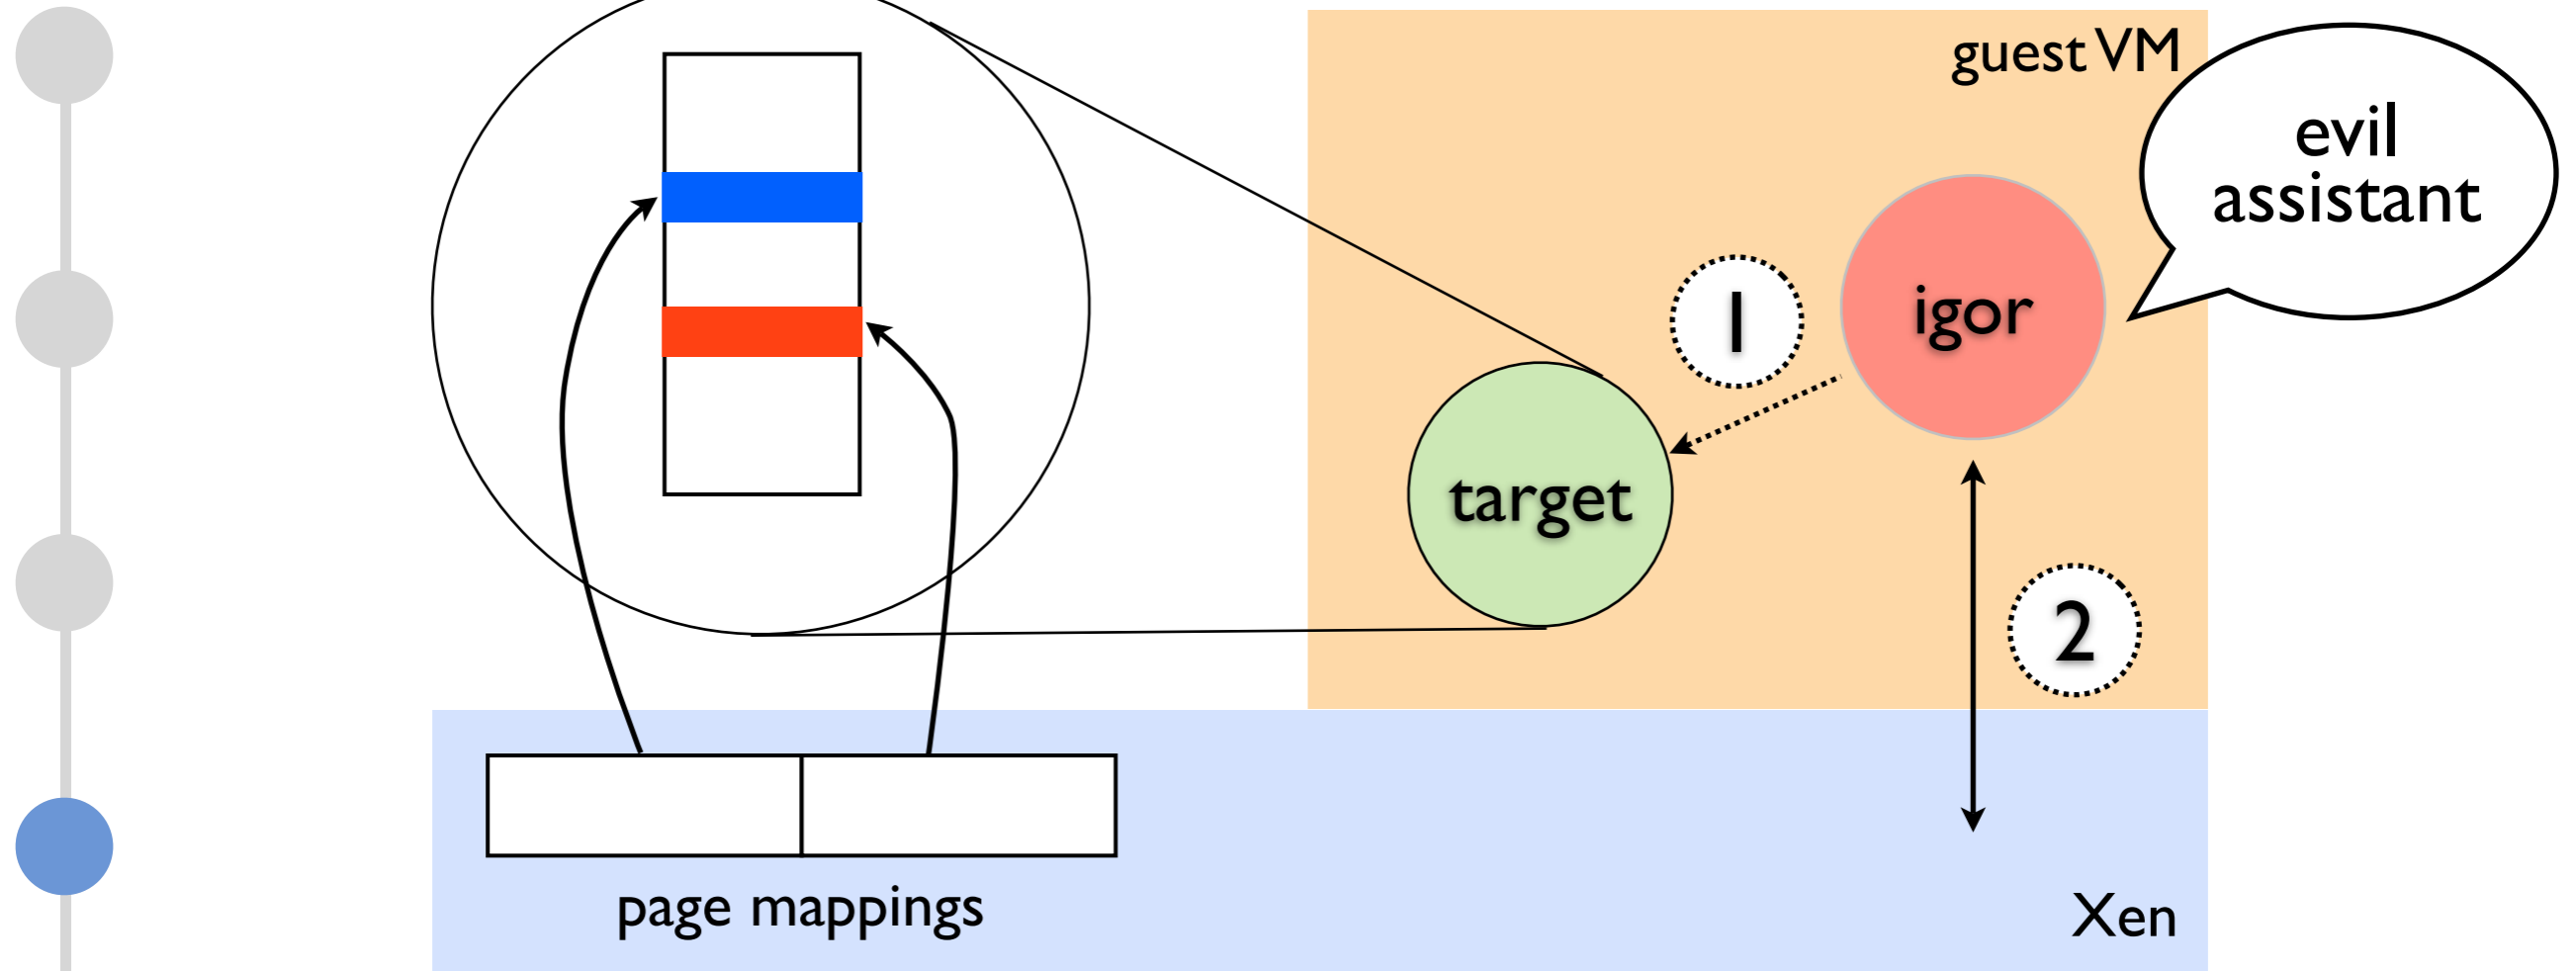 guest VM
evil
assistant
igor
1
target
2
page mappings
Xen